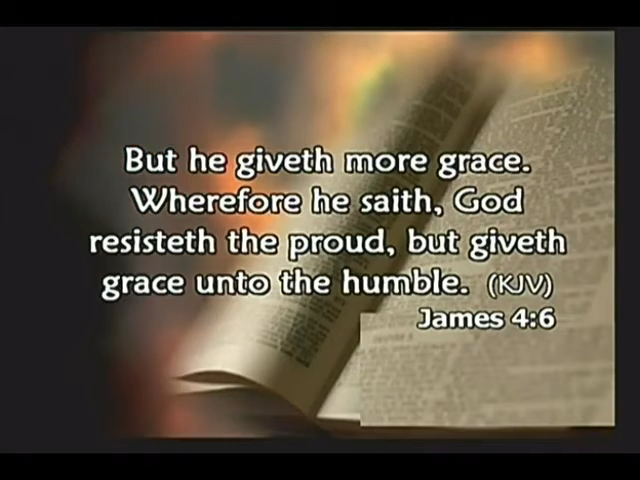 But he giveth more grace.
Wherefore he saith, God
resisteth the proud, but giveth
grace unto the humble. (KJV)
James 4:6